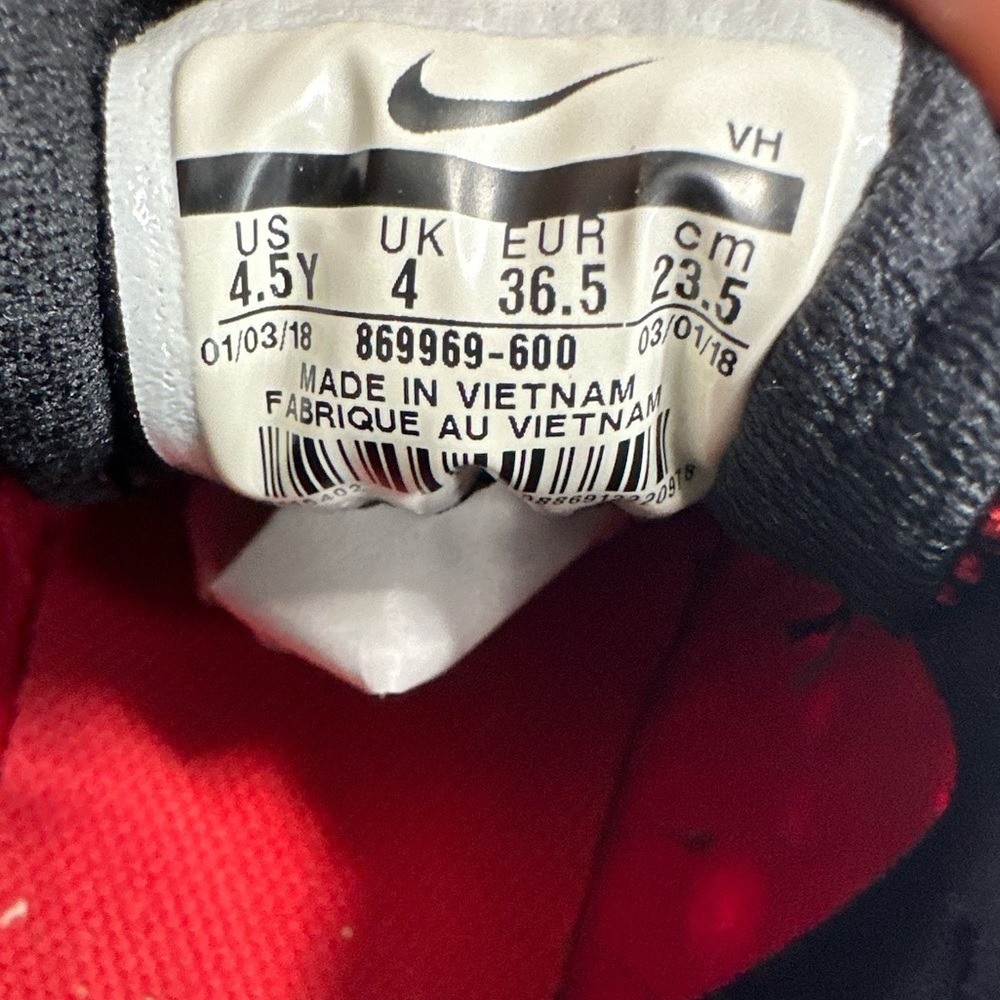 VH
US UK EUR cm
4.5Y 4 36.5 23.5
01/03/18 869969-600 03/01/18
MADE IN VIETNAM
FABRIQUE AU VIETNAM